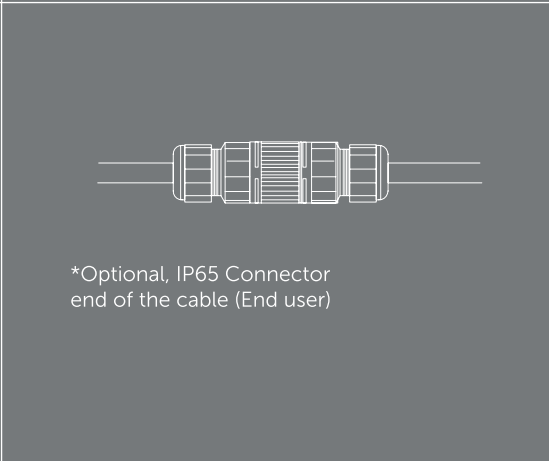 *Optional, IP65 Connector
end of the cable (End user)